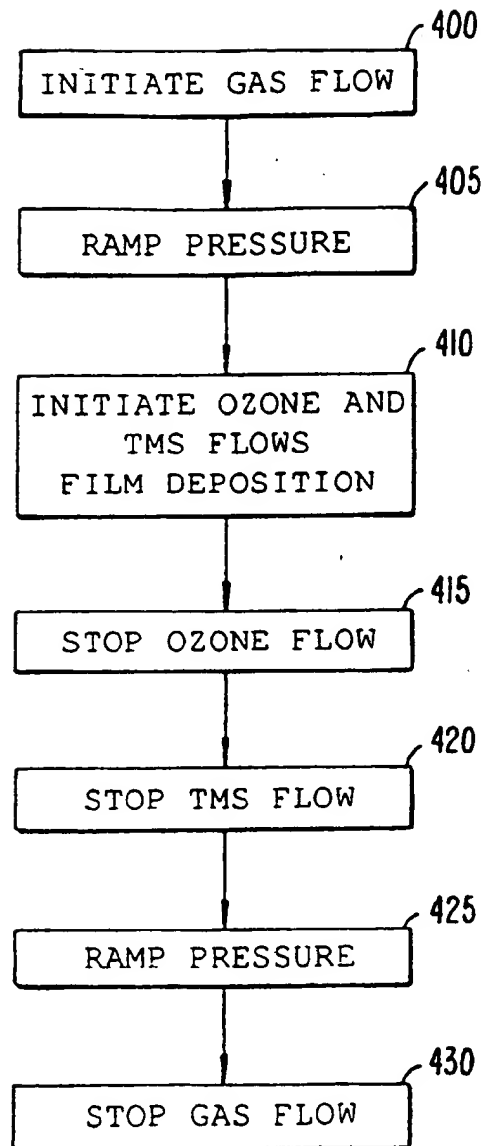 400
INITIATE GAS FLOW
405
RAMP PRESSURE
410
INITIATE OZONE AND
TMS FLOWS
FILM DEPOSITION
415
STOP OZONE FLOW
420
STOP TMS FLOW
425
RAMP PRESSURE
430
STOP GAS FLOW